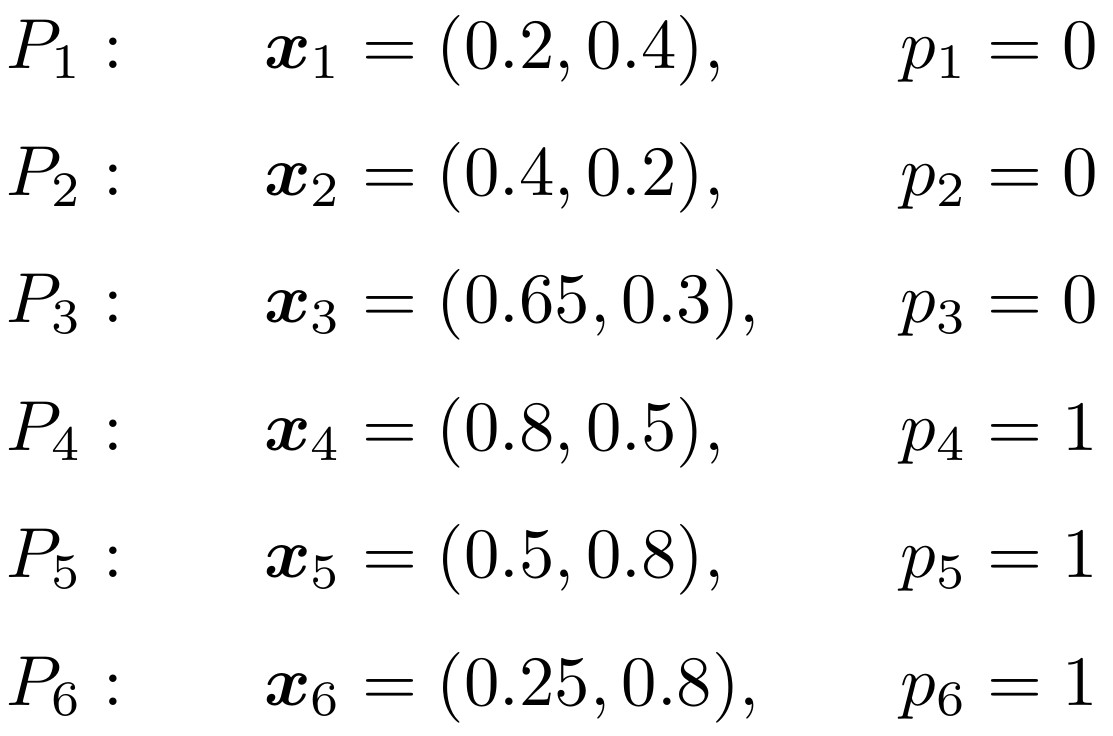 P₁ : 𝒙₁ = (0.2, 0.4), p₁ = 0
P₂ : 𝒙₂ = (0.4, 0.2), p₂ = 0
P₃ : 𝒙₃ = (0.65, 0.3), p₃ = 0
P₄ : 𝒙₄ = (0.8, 0.5), p₄ = 1
P₅ : 𝒙₅ = (0.5, 0.8), p₅ = 1
P₆ : 𝒙₆ = (0.25, 0.8), p₆ = 1